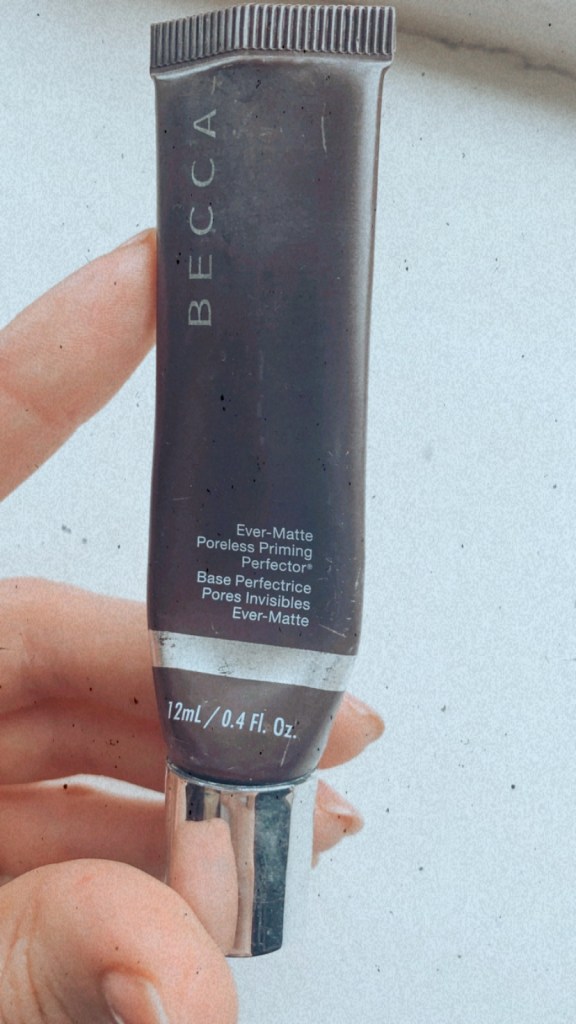 BECCA
Ever-Matte
Poreless Priming
Perfector®
Base Perfectrice
Pores Invisibles
Ever-Matte
12mL / 0.4 Fl. Oz.